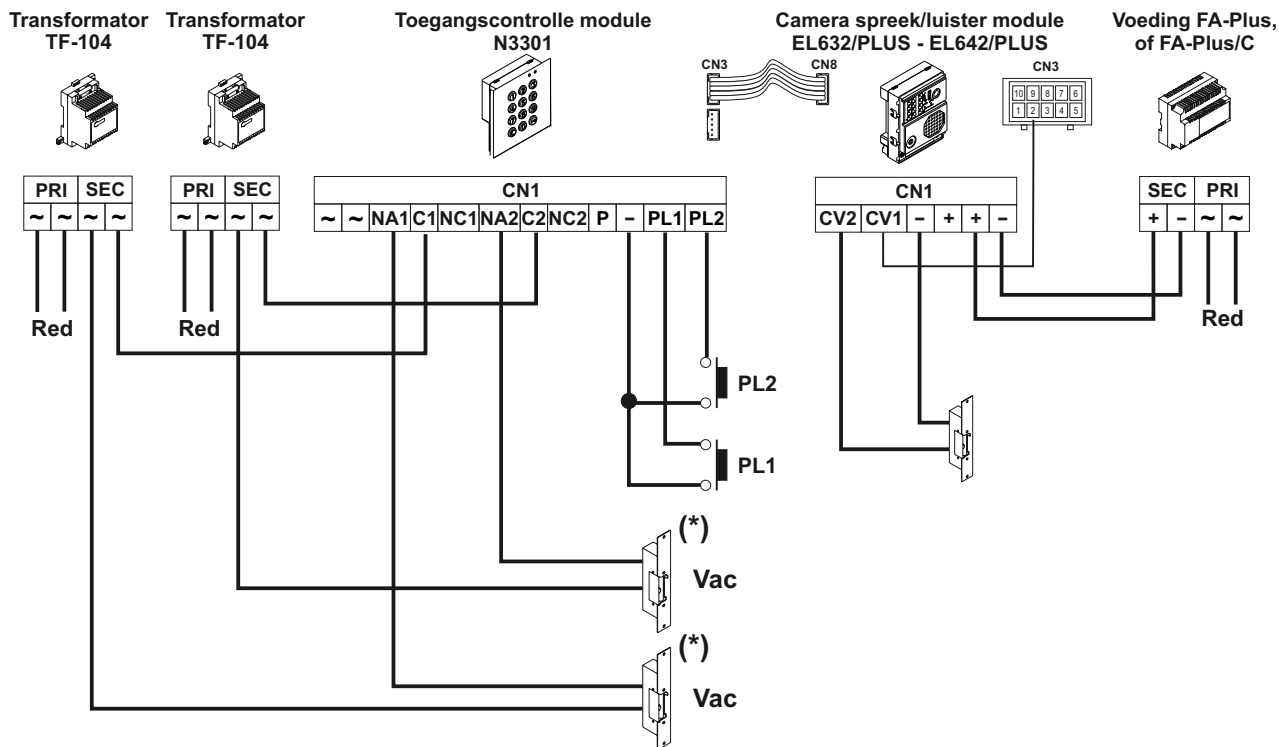 Transformator
TF-104
Transformator
TF-104
Toegangscontrolle module
N3301
Camera spreek/luister module
EL632/PLUS - EL642/PLUS
Voeding FA-Plus,
of FA-Plus/C
CN3
CN8
CN3
10 9 8 7 6
1 2 3 4 5
PRI SEC
~ ~ ~ ~
PRI SEC
~ ~ ~ ~
CN1
~ ~ NA1 C1 NC1 NA2 C2 NC2 P – PL1 PL2
CN1
CV2 CV1 – + + –
SEC PRI
+ – ~ ~
Red
Red
Red
PL2
PL1
(*)
Vac
(*)
Vac